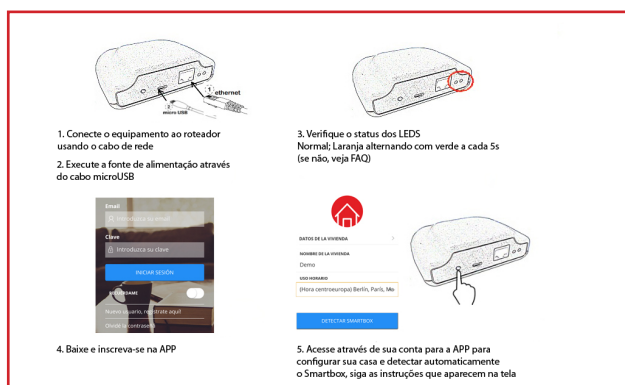 1
ethernet
2
micro USB
1. Conecte o equipamento ao roteador
usando o cabo de rede
2. Execute a fonte de alimentação através
do cabo microUSB
3. Verifique o status dos LEDS
Normal; Laranja alternando com verde a cada 5s
(se não, veja FAQ)
Email
Introduzca su email
Clave
Introduzca su clave
INICIAR SESIÓN
RECUÉRDAME
Nuevo usuario, regístrate aquí!
Olvidé la contraseña
4. Baixe e inscreva-se na APP
DATOS DE LA VIVIENDA
NOMBRE DE LA VIVIENDA
Demo
USO HORARIO
(Hora centroeuropa) Berlín, París, Ma
DETECTAR SMARTBOX
5. Acesse através de sua conta para a APP para
configurar sua casa e detectar automaticamente
o Smartbox, siga as instruções que aparecem na tela